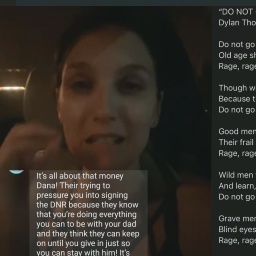 It's all about that money
Dana! Their trying to
pressure you into signing
the DNR because they know
that you're doing everything
you can to be with your dad
and they think they can keep
on until you give in just so
you can stay with him! It's
"DO NOT
Dylan Tho
Do not go
Old age sh
Rage, rage
Though w
Because t
Do not go
Good men
Their frail
Rage, rage
Wild men
And learn,
Do not go
Grave men
Blind eyes
Rage, rage